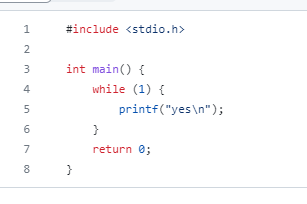 1 #include <stdio.h>
2
3 int main() {
4     while (1) {
5         printf("yes\n");
6     }
7     return 0;
8 }